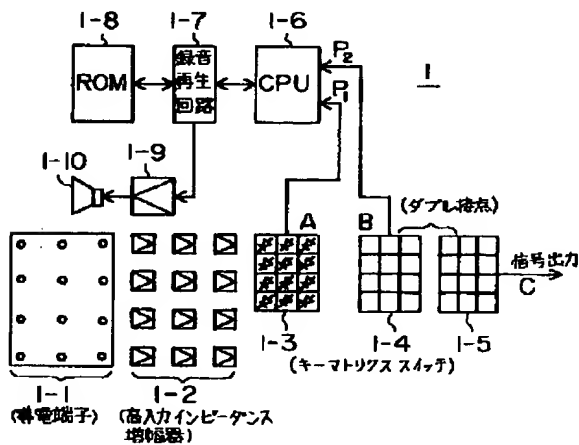 1-8
1-7
1-6
ROM
録音
再生
回路
CPU
P2
P1
1
1-10
1-9
A
B
(ダブル接点)
信号出力
C
1-3
1-4
1-5
(キーマトリクススイッチ)
1-1
(導電端子)
1-2
(高入力インピーダンス
増幅器)